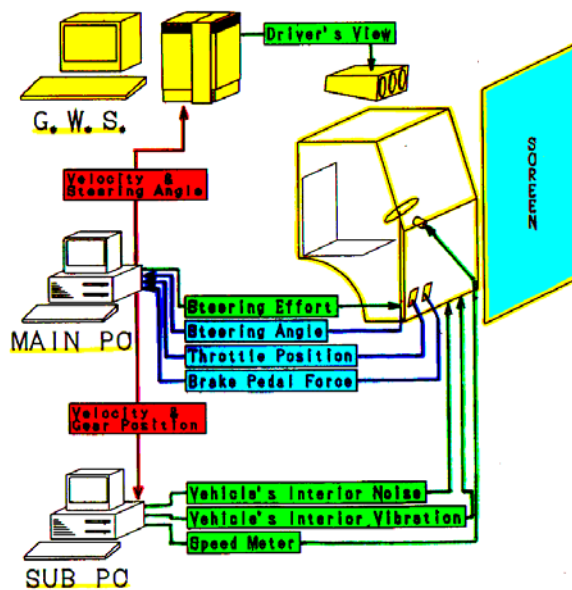 Driver's View
G. W. S.
SCREEN
Velocity &
Steering Angle
Steering Effort
MAIN PC
Steering Angle
Throttle Position
Brake Pedal Force
Velocity &
Gear Position
Vehicle's Interior Noise
Vehicle's Interior Vibration
Speed Meter
SUB PC